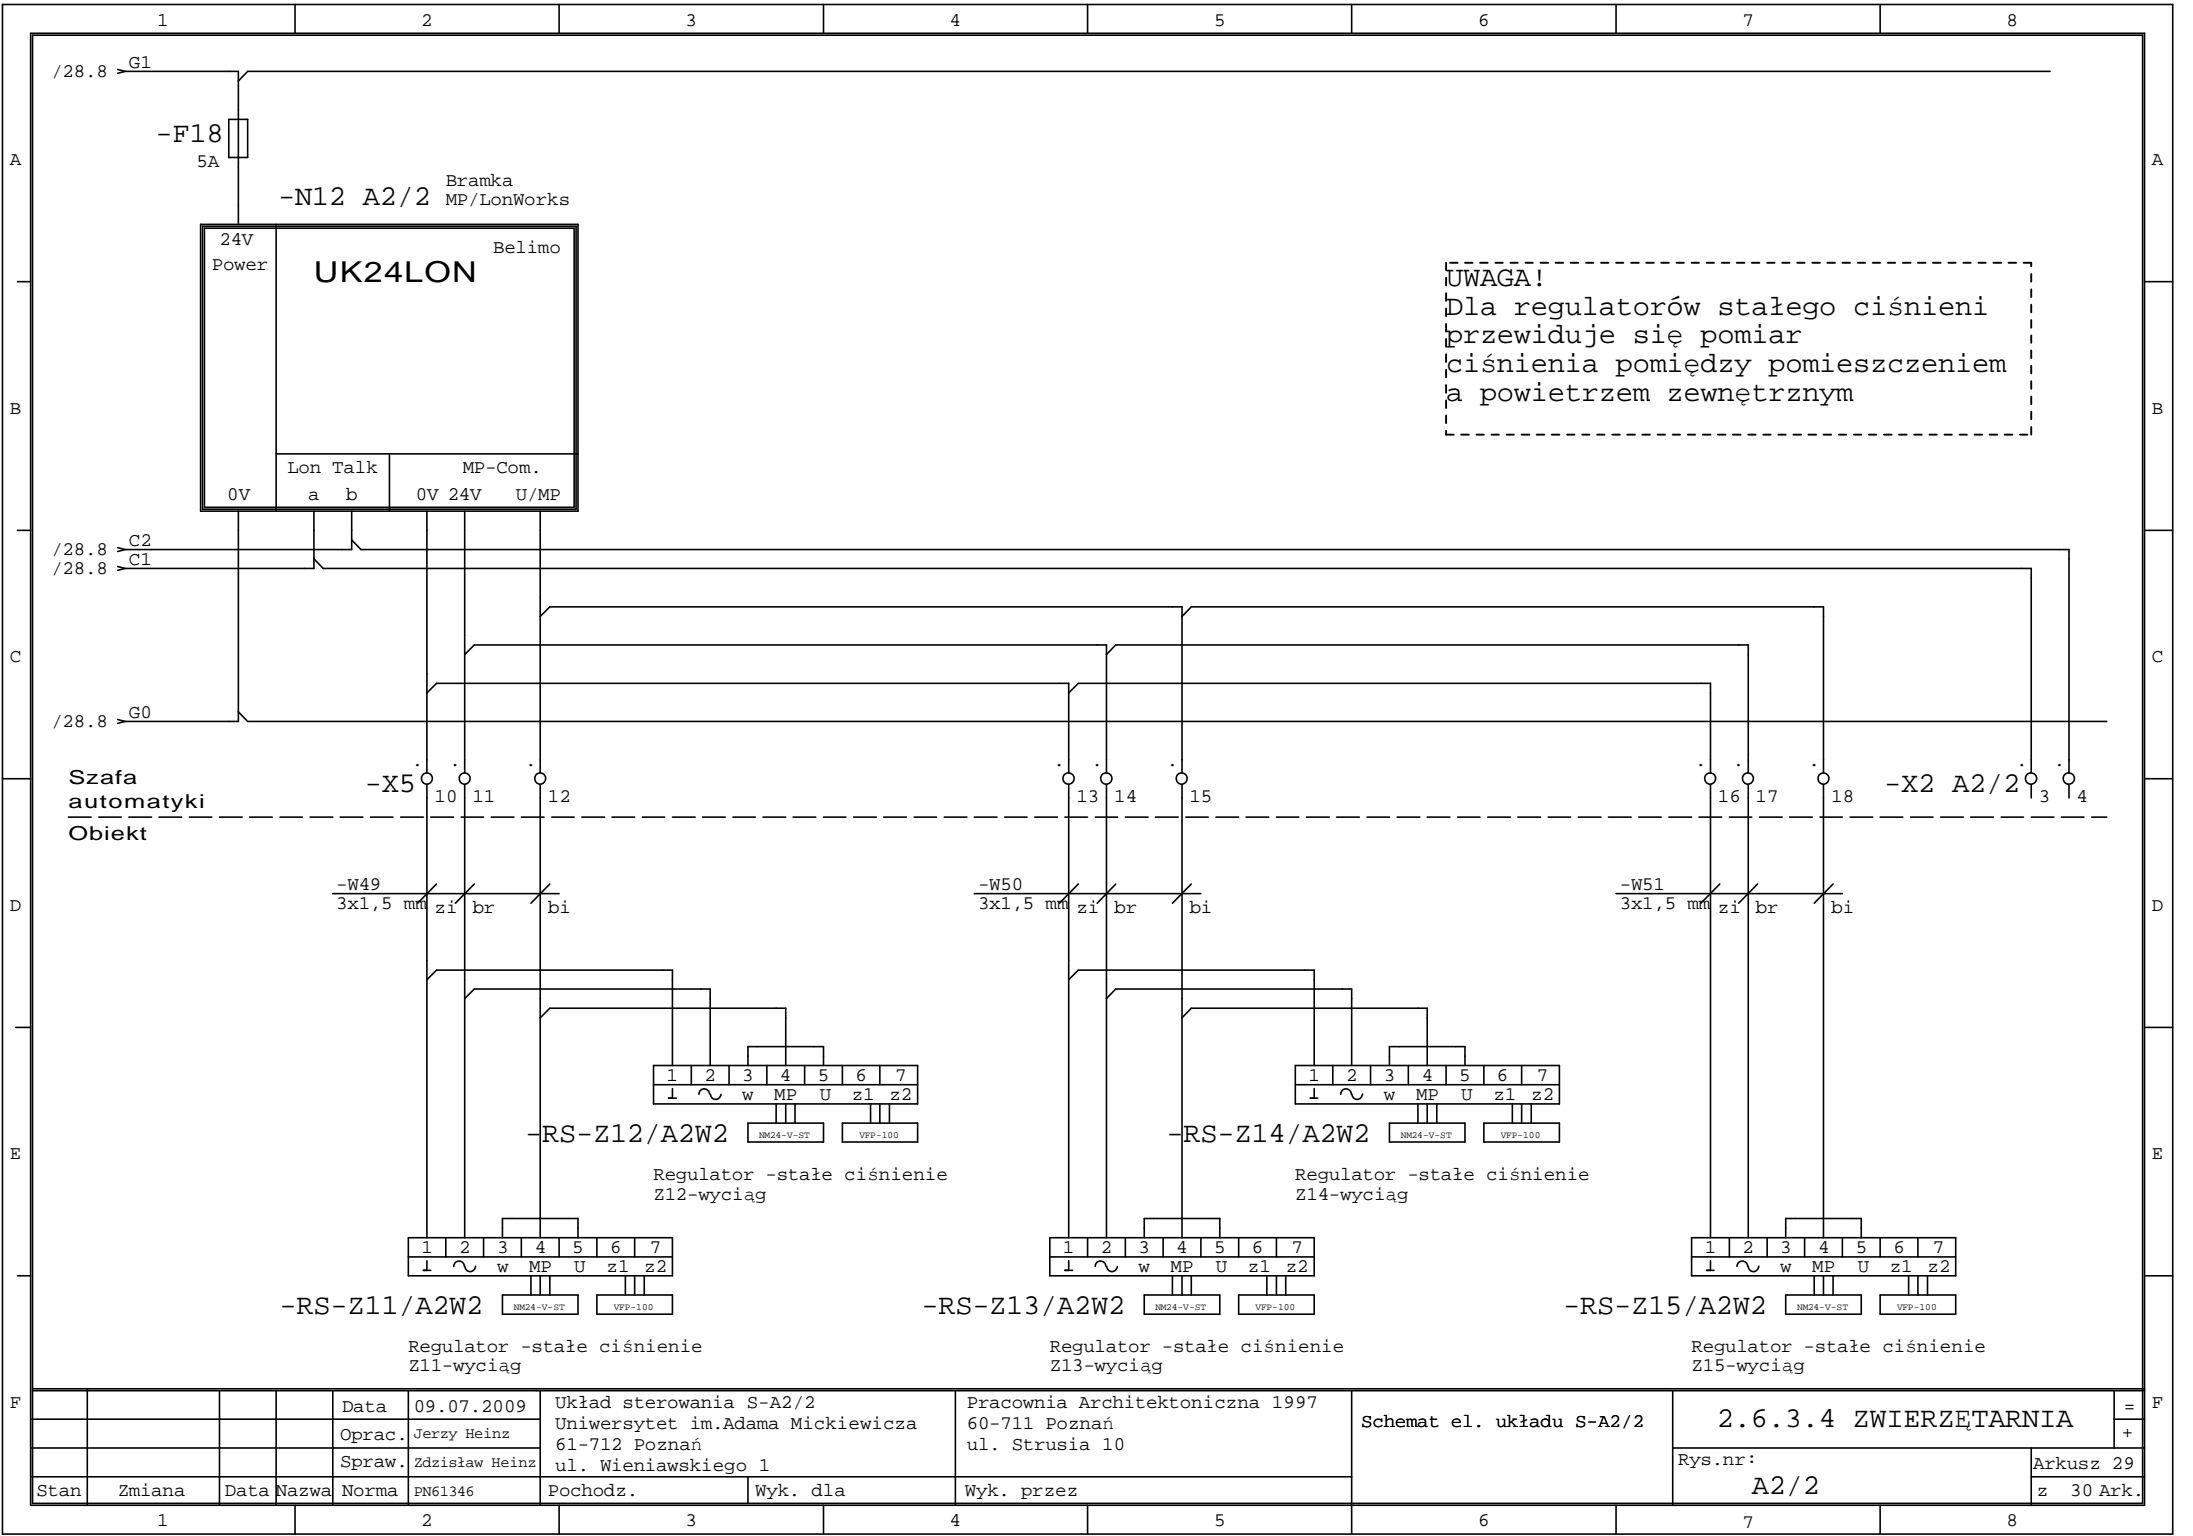 1 2 3 4 5 6 7 8
/28.8 G1
-F18
5A
A A
-N12 A2/2 Bramka
MP/LonWorks
24V
Power
UK24LON
Belimo
UWAGA!
Dla regulatorów stałego ciśnieni
przewiduje się pomiar
ciśnienia pomiędzy pomieszczeniem
a powietrzem zewnętrznym
B B
Lon Talk MP-Com.
0V a b 0V 24V U/MP
/28.8 C2
/28.8 C1
C C
/28.8 G0
Szafa
automatyki
-X5 10 11 12 13 14 15 16 17 18 -X2 A2/2 3 4
Obiekt
-W49
3x1,5 mm zi br bi
-W50
3x1,5 mm zi br bi
-W51
3x1,5 mm zi br bi
D D
1 2 3 4 5 6 7
⊥ ~ w MP U z1 z2
-RS-Z12/A2W2 NM24-V-ST VFP-100
Regulator -stałe ciśnienie
Z12-wyciąg
1 2 3 4 5 6 7
⊥ ~ w MP U z1 z2
-RS-Z14/A2W2 NM24-V-ST VFP-100
Regulator -stałe ciśnienie
Z14-wyciąg
E E
1 2 3 4 5 6 7
⊥ ~ w MP U z1 z2
-RS-Z11/A2W2 NM24-V-ST VFP-100
Regulator -stałe ciśnienie
Z11-wyciąg
1 2 3 4 5 6 7
⊥ ~ w MP U z1 z2
-RS-Z13/A2W2 NM24-V-ST VFP-100
Regulator -stałe ciśnienie
Z13-wyciąg
1 2 3 4 5 6 7
⊥ ~ w MP U z1 z2
-RS-Z15/A2W2 NM24-V-ST VFP-100
Regulator -stałe ciśnienie
Z15-wyciąg
F F
Data 09.07.2009
Oprac. Jerzy Heinz
Spraw. Zdzisław Heinz
Stan Zmiana Data Nazwa Norma PN61346
Układ sterowania S-A2/2
Uniwersytet im.Adama Mickiewicza
61-712 Poznań
ul. Wieniawskiego 1
Pochodz. Wyk. dla
Pracownia Architektoniczna 1997
60-711 Poznań
ul. Strusia 10
Wyk. przez
Schemat el. układu S-A2/2
2.6.3.4 ZWIERZĘTARNIA
=
+
Rys.nr:
A2/2
Arkusz 29
z 30 Ark.
1 2 3 4 5 6 7 8